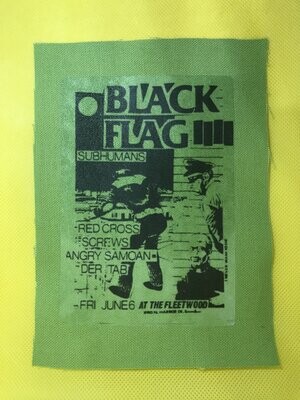 BLACK
FLAG
SUBHUMANS
RED CROSS
SCREWS
ANGRY SAMOAN
DER TAB
FRI JUNE 6 AT THE FLEETWOOD